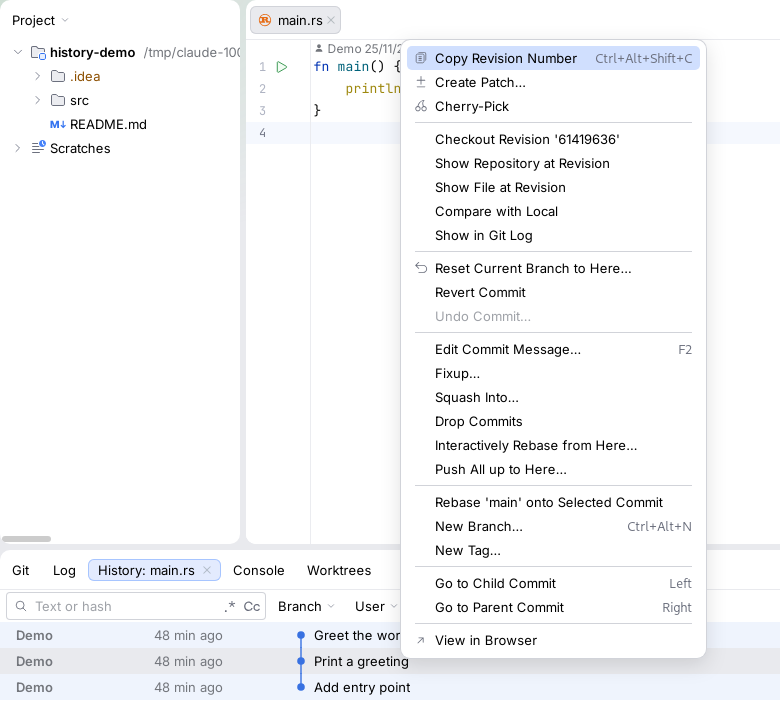 Project
history-demo /tmp/claude-100
.idea
src
README.md
Scratches
main.rs
Demo 25/11/2
1 fn main() {
2 println
3 }
4
Copy Revision Number Ctrl+Alt+Shift+C
Create Patch...
Cherry-Pick
Checkout Revision '61419636'
Show Repository at Revision
Show File at Revision
Compare with Local
Show in Git Log
Reset Current Branch to Here...
Revert Commit
Undo Commit...
Edit Commit Message... F2
Fixup...
Squash Into...
Drop Commits
Interactively Rebase from Here...
Push All up to Here...
Rebase 'main' onto Selected Commit
New Branch... Ctrl+Alt+N
New Tag...
Go to Child Commit Left
Go to Parent Commit Right
View in Browser
Git Log History: main.rs Console Worktrees
Text or hash .* Cc Branch User
Demo 48 min ago Greet the wor
Demo 48 min ago Print a greeting
Demo 48 min ago Add entry point